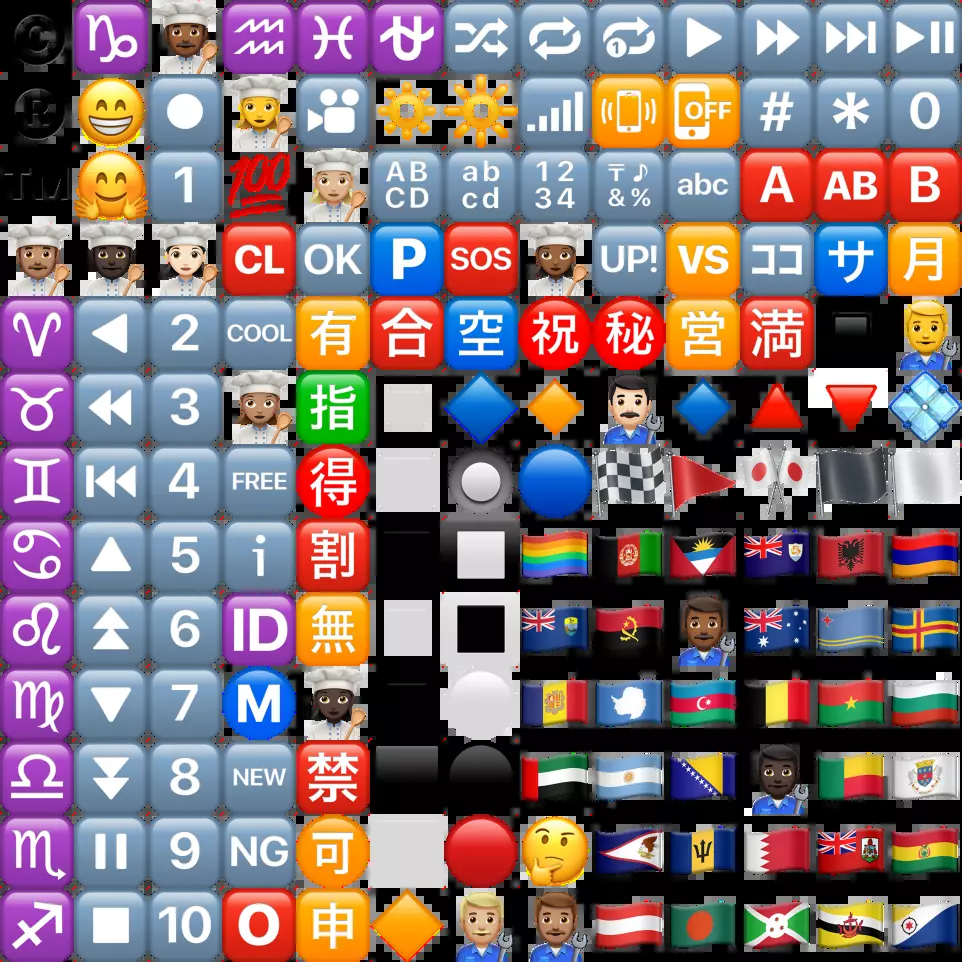 ©
® OFF # * 0
TM 1 100 AB CD ab cd 12 34 〒♪ &% abc A AB B
CL OK P SOS UP! VS ココ サ 月
2 COOL 有 合 空 祝 秘 営 満
3 指
4 FREE 得
5 i 割
6 ID 無
7 M
8 NEW 禁
9 NG 可
10 O 申